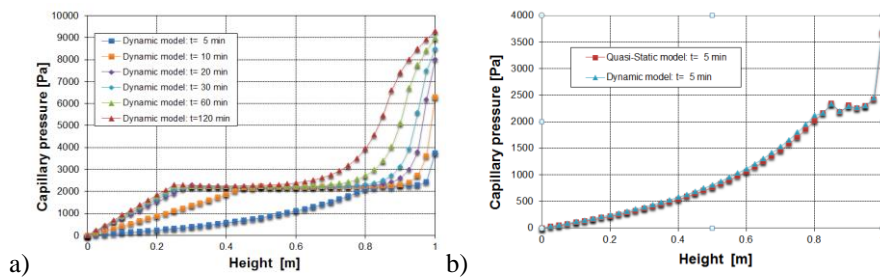 a)
Capillary pressure [Pa]
10000
9000
8000
7000
6000
5000
4000
3000
2000
1000
0
Dynamic model: t= 5 min
Dynamic model: t= 10 min
Dynamic model: t= 20 min
Dynamic model: t= 30 min
Dynamic model: t= 60 min
Dynamic model: t=120 min
0 0.2 0.4 0.6 0.8 1
Height [m]
b)
Capillary pressure [Pa]
4000
3500
3000
2500
2000
1500
1000
500
0
Quasi-Static model: t= 5 min
Dynamic model: t= 5 min
0 0.2 0.4 0.6 0.8
Height [m]